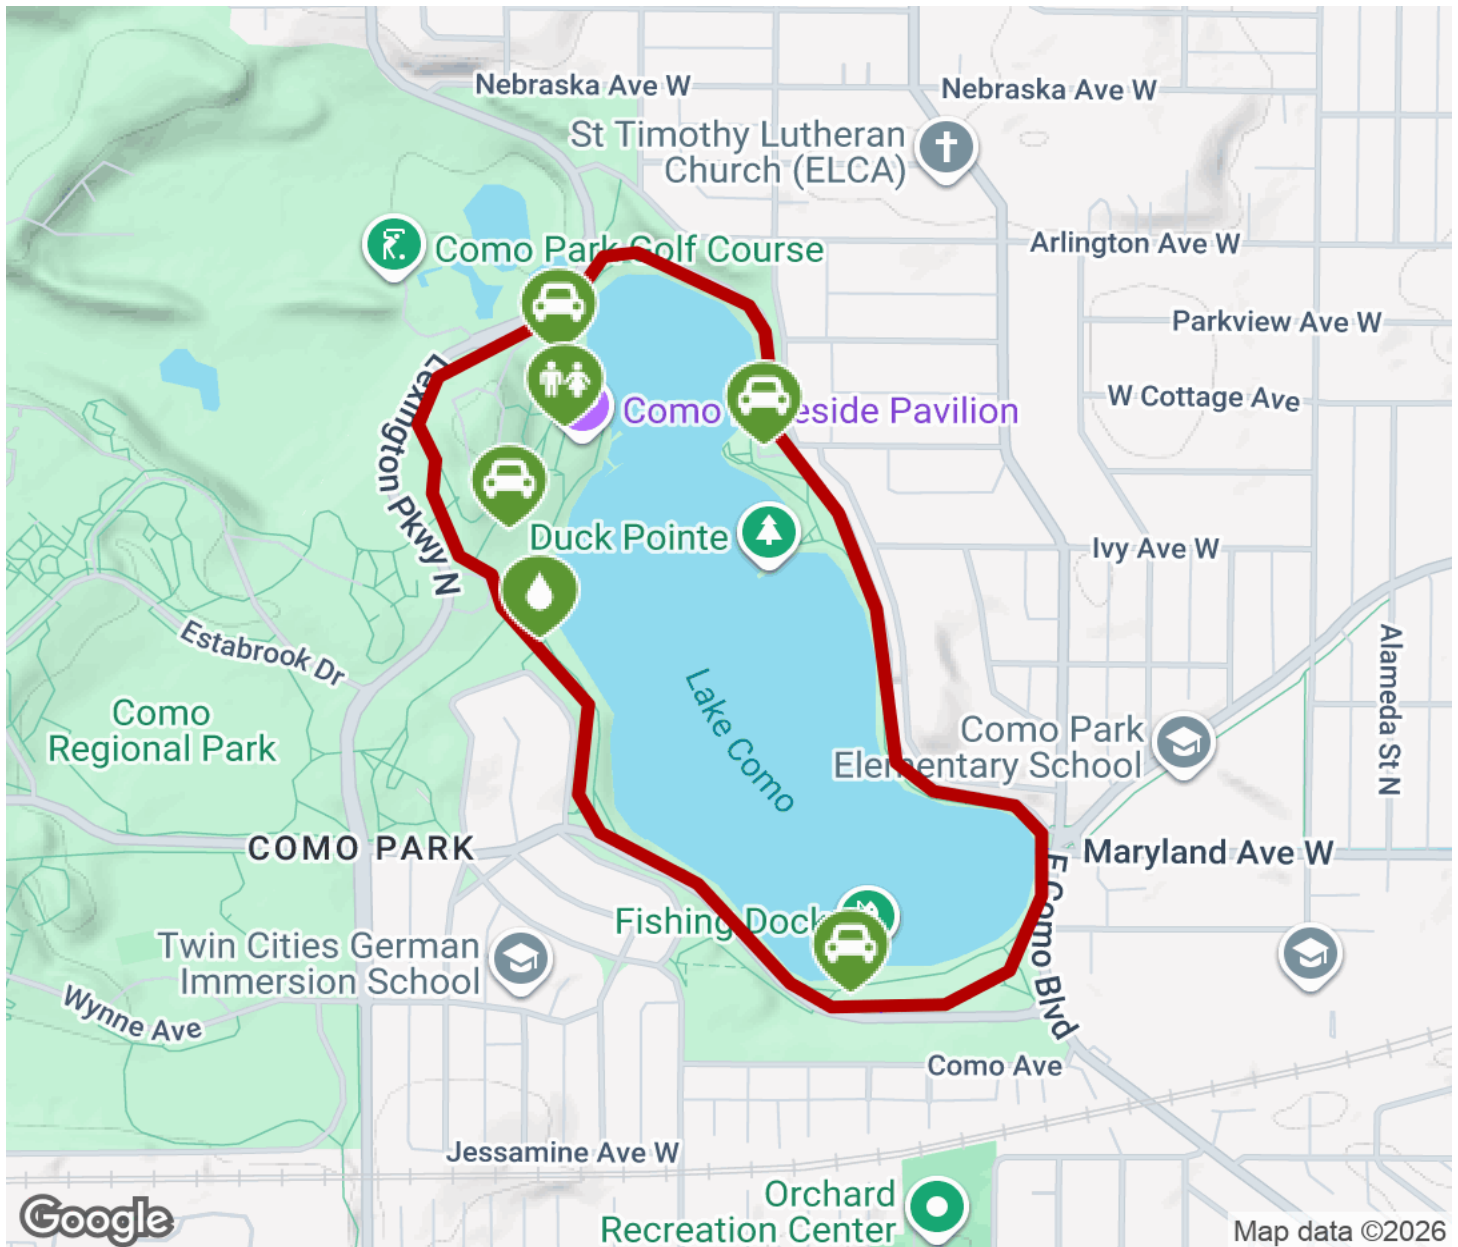 Nebraska Ave W
Nebraska Ave W
St Timothy Lutheran
Church (ELCA)
Como Park Golf Course
Arlington Ave W
Parkview Ave W
Lexington Pkwy N
Como
eside Pavilion
W Cottage Ave
Duck Pointe
Ivy Ave W
Estabrook Dr
Alameda St N
Como
Regional Park
Lake Como
Como Park
Elementary School
COMO PARK
Maryland Ave W
E Como Blvd
Fishing Dock
Twin Cities German
Immersion School
Wynne Ave
Como Ave
Jessamine Ave W
Orchard
Recreation Center
Google
Map data ©2026